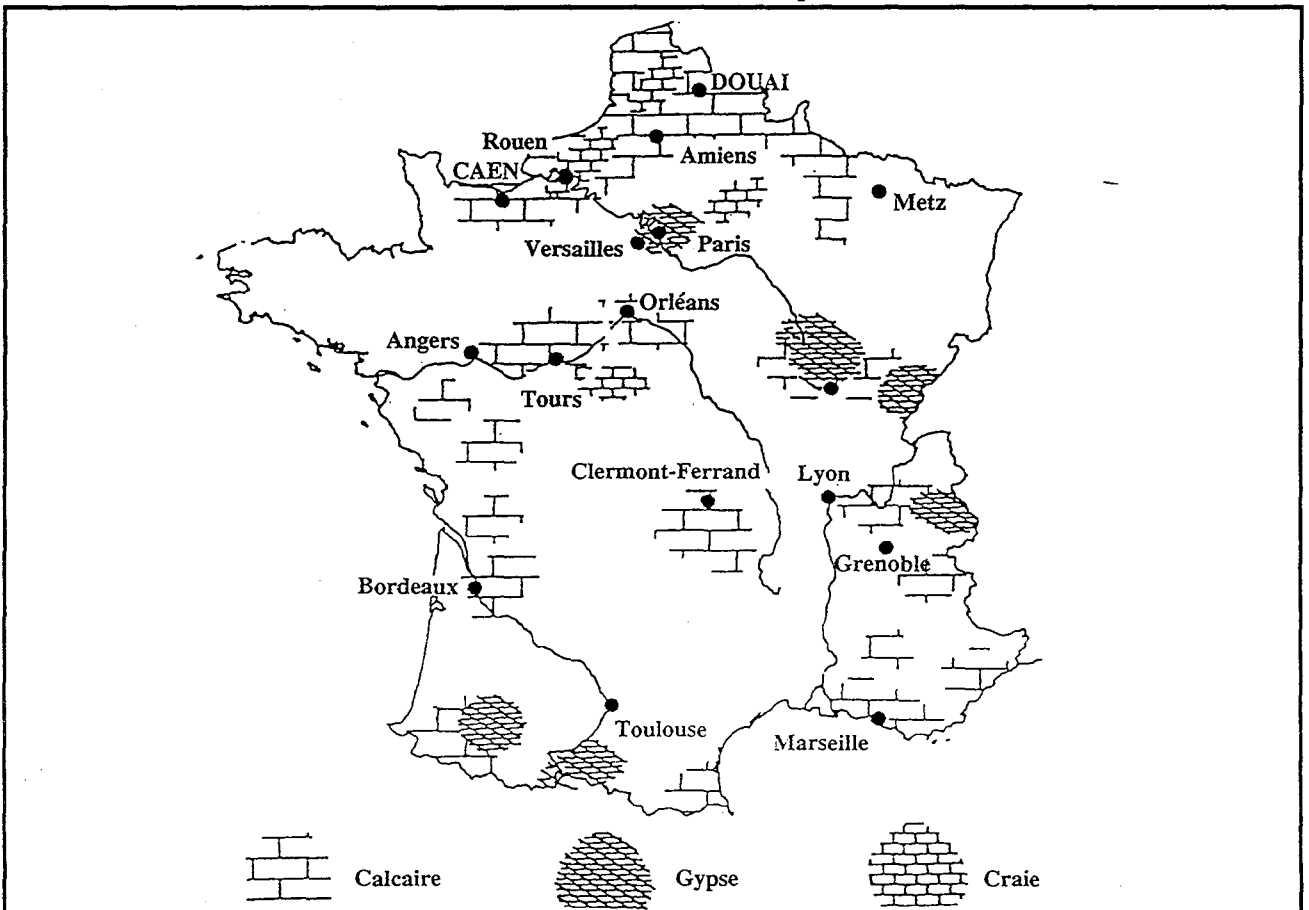 DOUAI
Rouen
Amiens
CAEN
Metz
Versailles
Paris
Orléans
Angers
Tours
Clermont-Ferrand
Lyon
Grenoble
Bordeaux
Toulouse
Marseille
Calcaire
Gypse
Craie